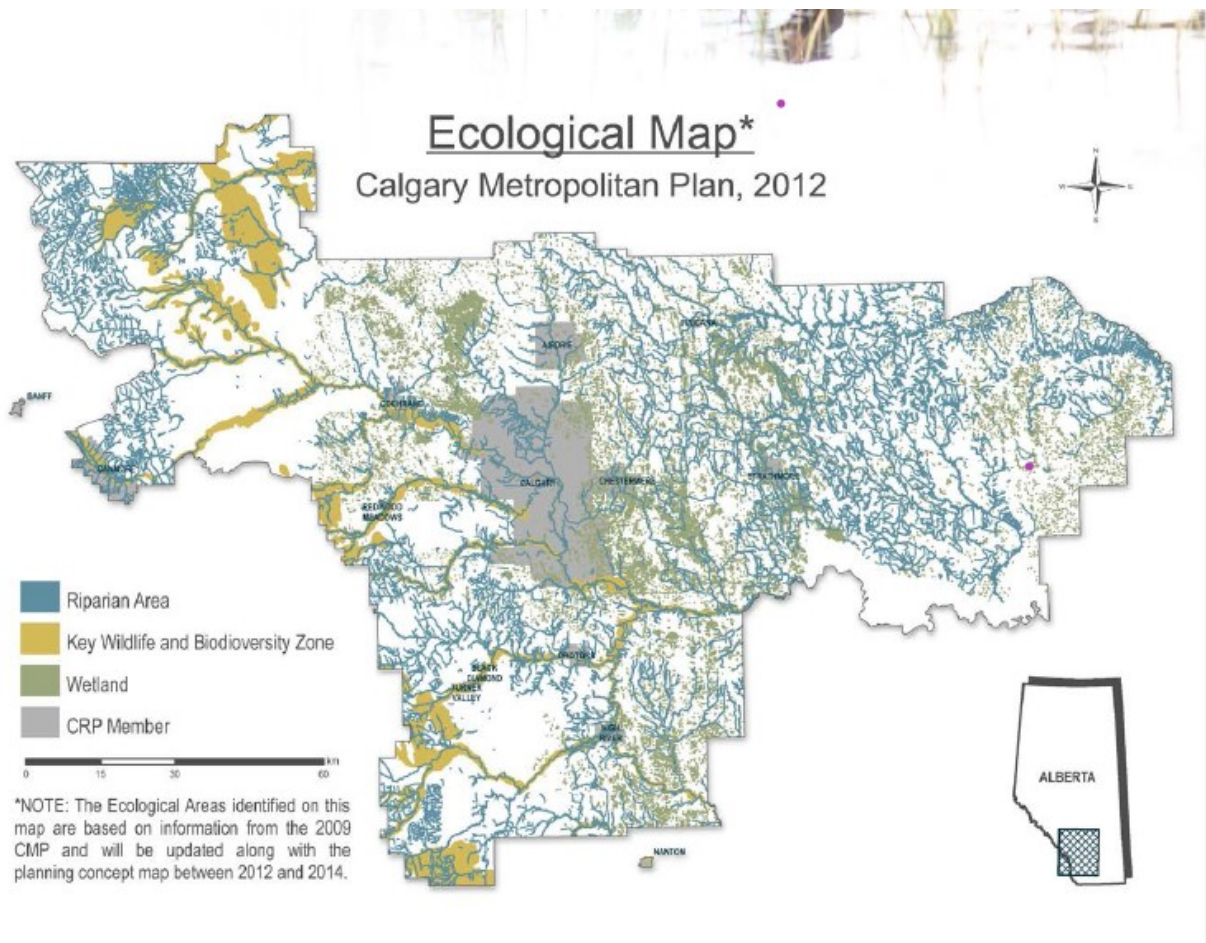 Ecological Map*
Calgary Metropolitan Plan, 2012
N
W E
S
AIRDRIE
BANFF
COCHRANE
CANMORE
CALGARY
CHESTERMERE
STRATHMORE
REDWOOD
MEADOWS
Riparian Area
Key Wildlife and Biodioversity Zone
Wetland
CRP Member
OKOTOKS
BLACK
DIAMOND
TURNER
VALLEY
HIGH
RIVER
km
0 15 30 60
ALBERTA
*NOTE: The Ecological Areas identified on this
map are based on information from the 2009
CMP and will be updated along with the
planning concept map between 2012 and 2014.
NANTON